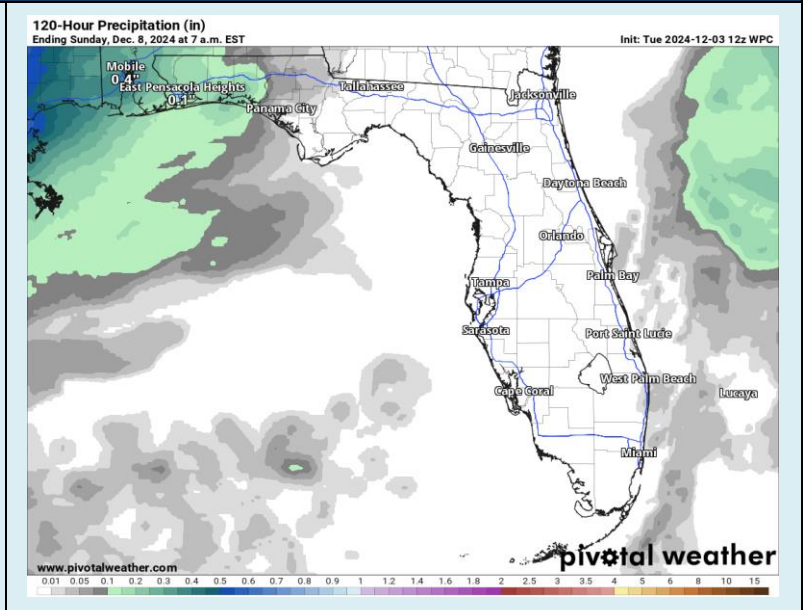 120-Hour Precipitation (in)
Ending Sunday, Dec. 8, 2024 at 7 a.m. EST
Init: Tue 2024-12-03 12z WPC
Mobile
0.4"
East Pensacola Heights
0.1"
Panama City
Tallahassee
Jacksonville
Gainesville
Daytona Beach
Orlando
Tampa
Palm Bay
Sarasota
Port Saint Lucie
West Palm Beach
Cape Coral
Lucaya
Miami
www.pivotalweather.com
pivotal weather
0.01 0.05 0.1 0.2 0.3 0.4 0.5 0.6 0.7 0.8 0.9 1 1.2 1.4 1.6 1.8 2 2.5 3 3.5 4 5 6 8 10 15